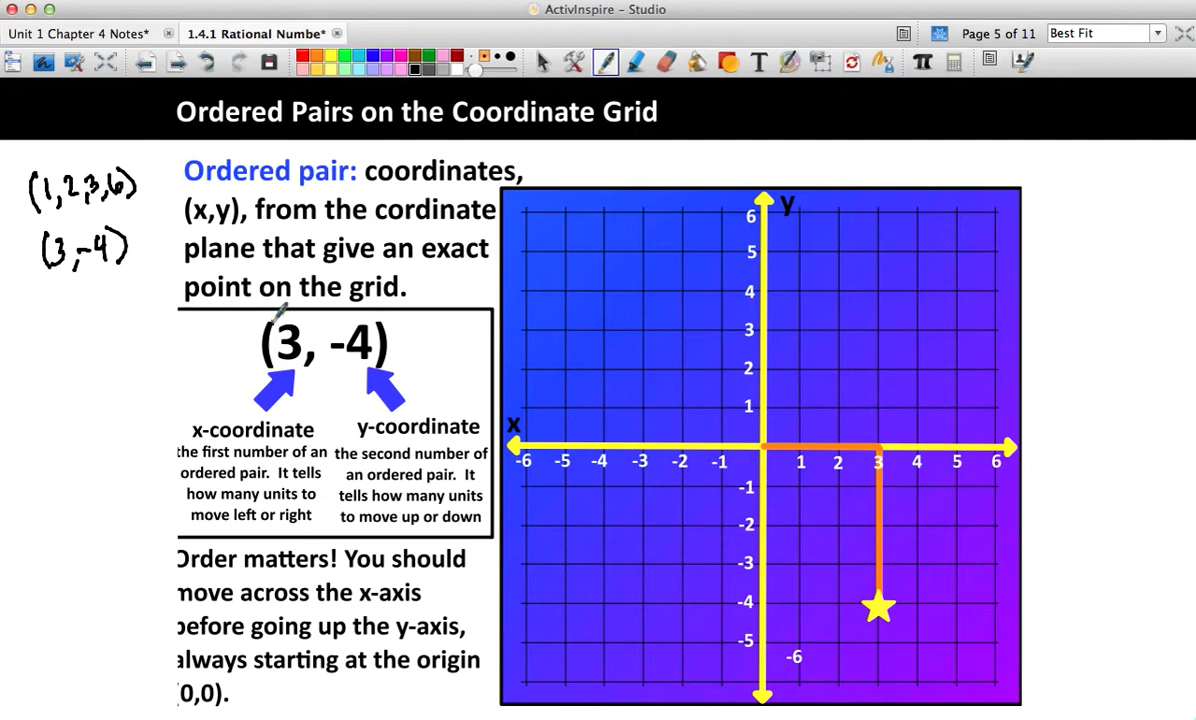 ActivInspire – Studio
Unit 1 Chapter 4 Notes*
1.4.1 Rational Numbe*
Page 5 of 11
Best Fit
Ordered Pairs on the Coordinate Grid
(1,2,3,6)
(3,-4)
Ordered pair: coordinates,
(x,y), from the cordinate
plane that give an exact
point on the grid.
(3, -4)
x-coordinate
the first number of an
ordered pair. It tells
how many units to
move left or right
y-coordinate
the second number of
an ordered pair. It
tells how many units
to move up or down
Order matters! You should
move across the x-axis
before going up the y-axis,
always starting at the origin
(0,0).
y
6
5
4
3
2
1
x
-6 -5 -4 -3 -2 -1 1 2 3 4 5 6
-1
-2
-3
-4
-5
-6